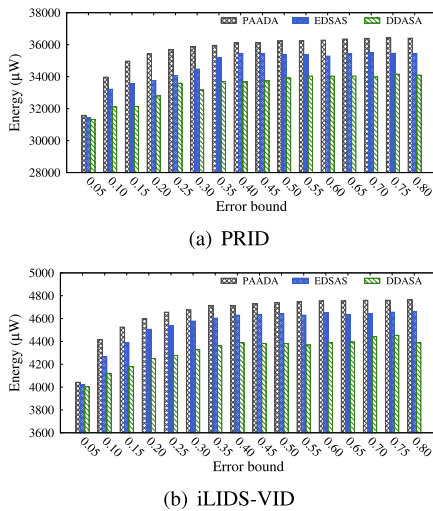 PAADA EDSAS DDASA
38000
36000
34000
32000
30000
28000
Energy (μW)
0.05 0.10 0.15 0.20 0.25 0.30 0.35 0.40 0.45 0.50 0.55 0.60 0.65 0.70 0.75 0.80
Error bound
(a) PRID
PAADA EDSAS DDASA
5000
4800
4600
4400
4200
4000
3800
3600
Energy (μW)
0.05 0.10 0.15 0.20 0.25 0.30 0.35 0.40 0.45 0.50 0.55 0.60 0.65 0.70 0.75 0.80
Error bound
(b) iLIDS-VID